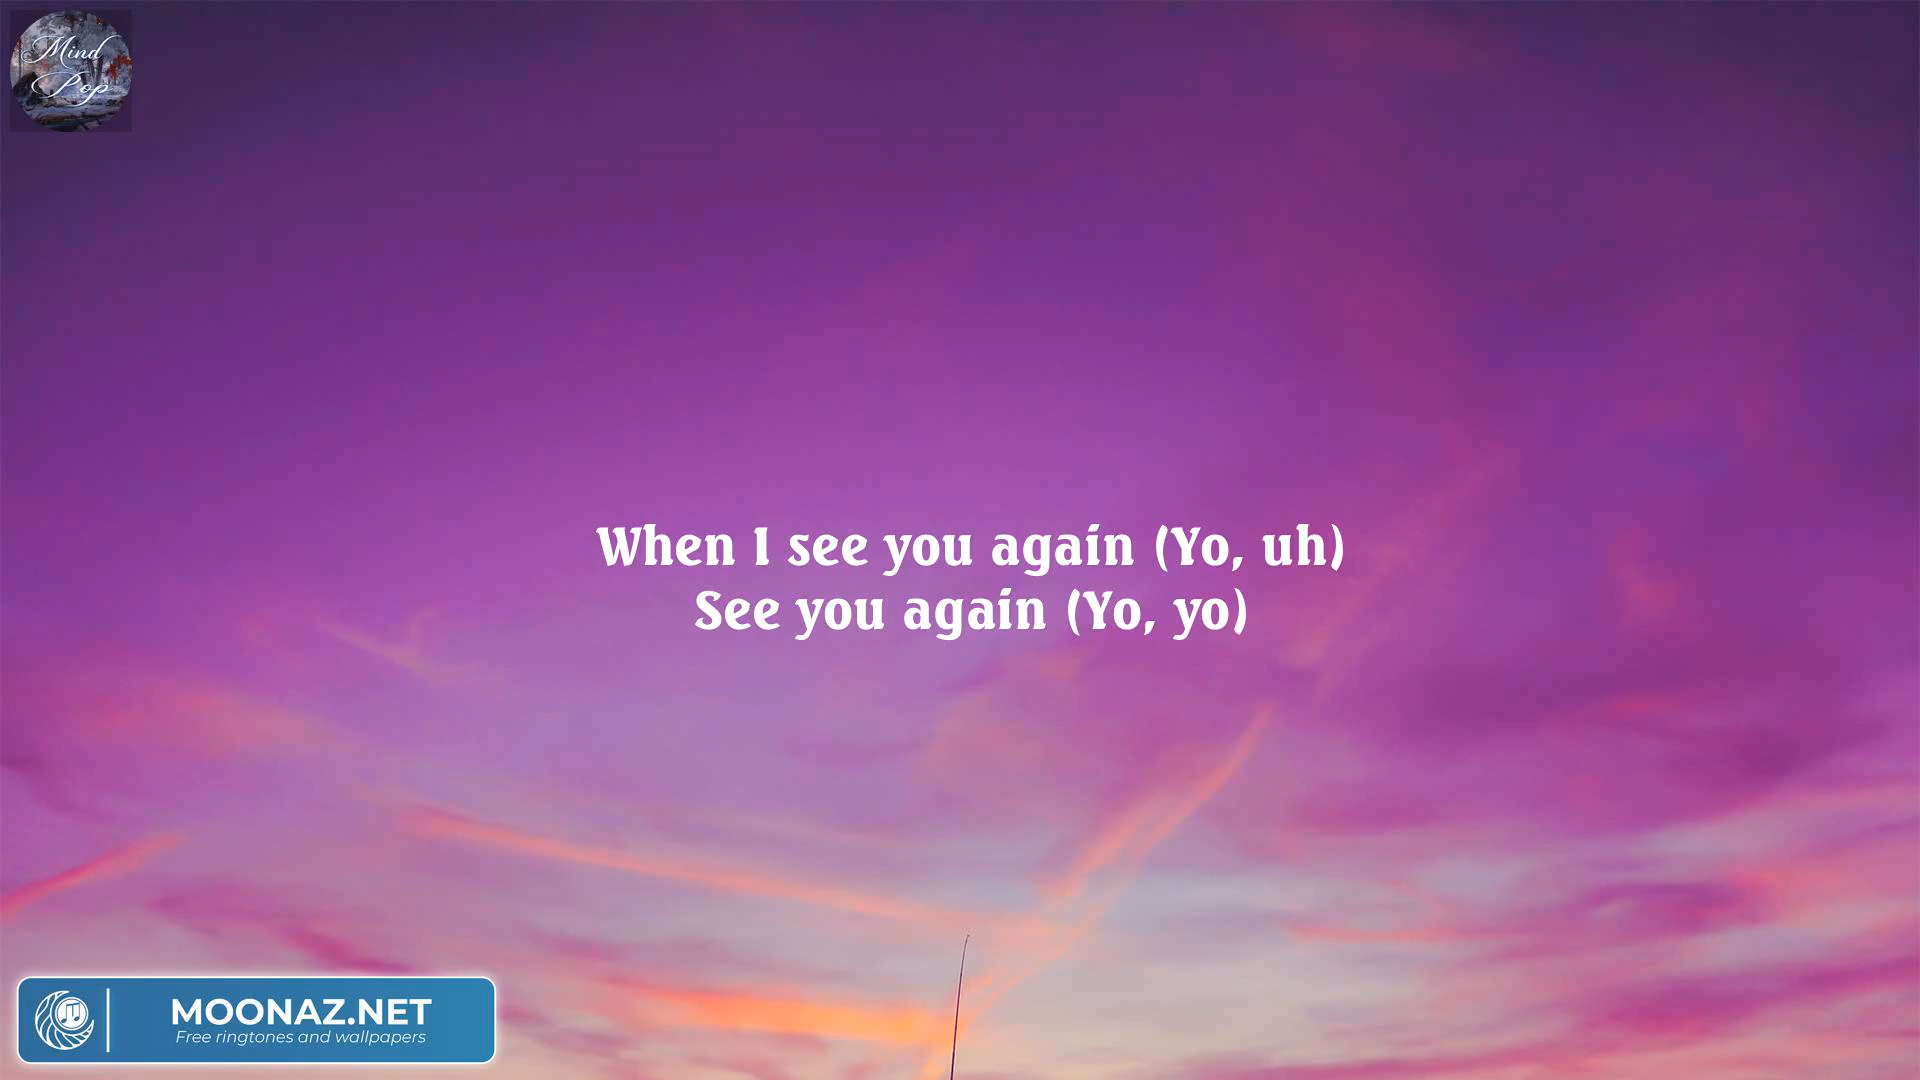 Mind
Pop
When I see you again (Yo, uh)
See you again (Yo, yo)
MOONAZ.NET
Free ringtones and wallpapers